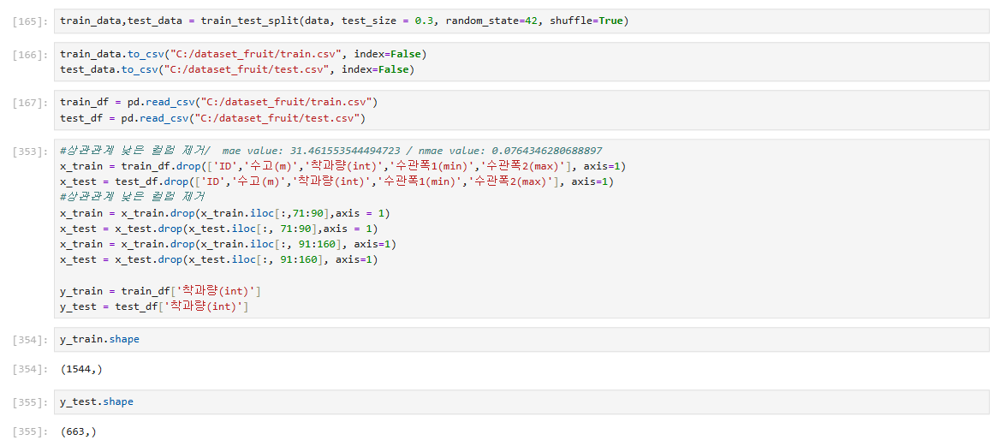 [165]: train_data,test_data = train_test_split(data, test_size = 0.3, random_state=42, shuffle=True)
[166]: train_data.to_csv("C:/dataset_fruit/train.csv", index=False)
test_data.to_csv("C:/dataset_fruit/test.csv", index=False)
[167]: train_df = pd.read_csv("C:/dataset_fruit/train.csv")
test_df = pd.read_csv("C:/dataset_fruit/test.csv")
[353]: #상관관계 낮은 컬럼 제거/  mae value: 31.461553544494723 / nmae value: 0.0764346280688897
x_train = train_df.drop(['ID','수고(m)','착과량(int)','수관폭1(min)','수관폭2(max)'], axis=1)
x_test = test_df.drop(['ID','수고(m)','착과량(int)','수관폭1(min)','수관폭2(max)'], axis=1)
#상관관계 낮은 컬럼 제거
x_train = x_train.drop(x_train.iloc[:,71:90],axis = 1)
x_test = x_test.drop(x_test.iloc[:, 71:90],axis = 1)
x_train = x_train.drop(x_train.iloc[:, 91:160], axis=1)
x_test = x_test.drop(x_test.iloc[:, 91:160], axis=1)
y_train = train_df['착과량(int)']
y_test = test_df['착과량(int)']
[354]: y_train.shape
[354]: (1544,)
[355]: y_test.shape
[355]: (663,)